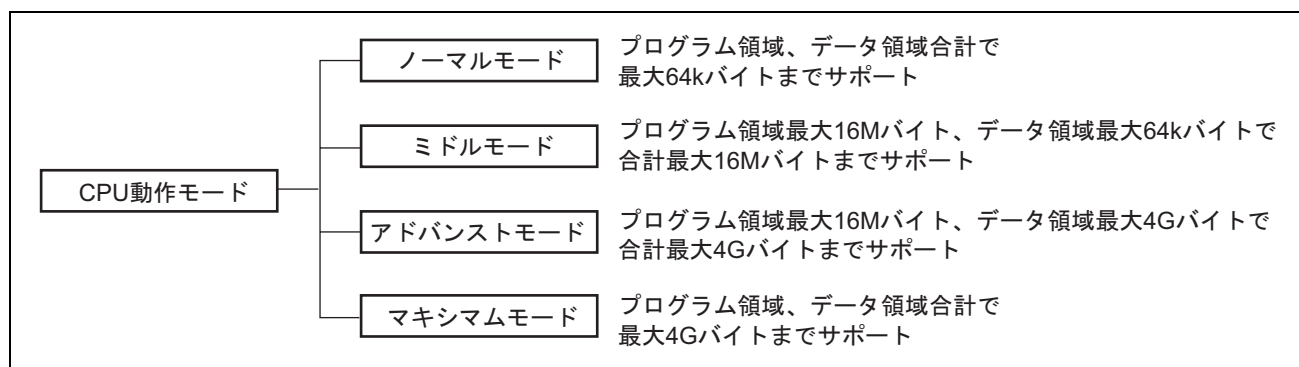 CPU動作モード
ノーマルモード
プログラム領域、データ領域合計で
最大64kバイトまでサポート
ミドルモード
プログラム領域最大16Mバイト、データ領域最大64kバイトで
合計最大16Mバイトまでサポート
アドバンストモード
プログラム領域最大16Mバイト、データ領域最大4Gバイトで
合計最大4Gバイトまでサポート
マキシマムモード
プログラム領域、データ領域合計で
最大4Gバイトまでサポート